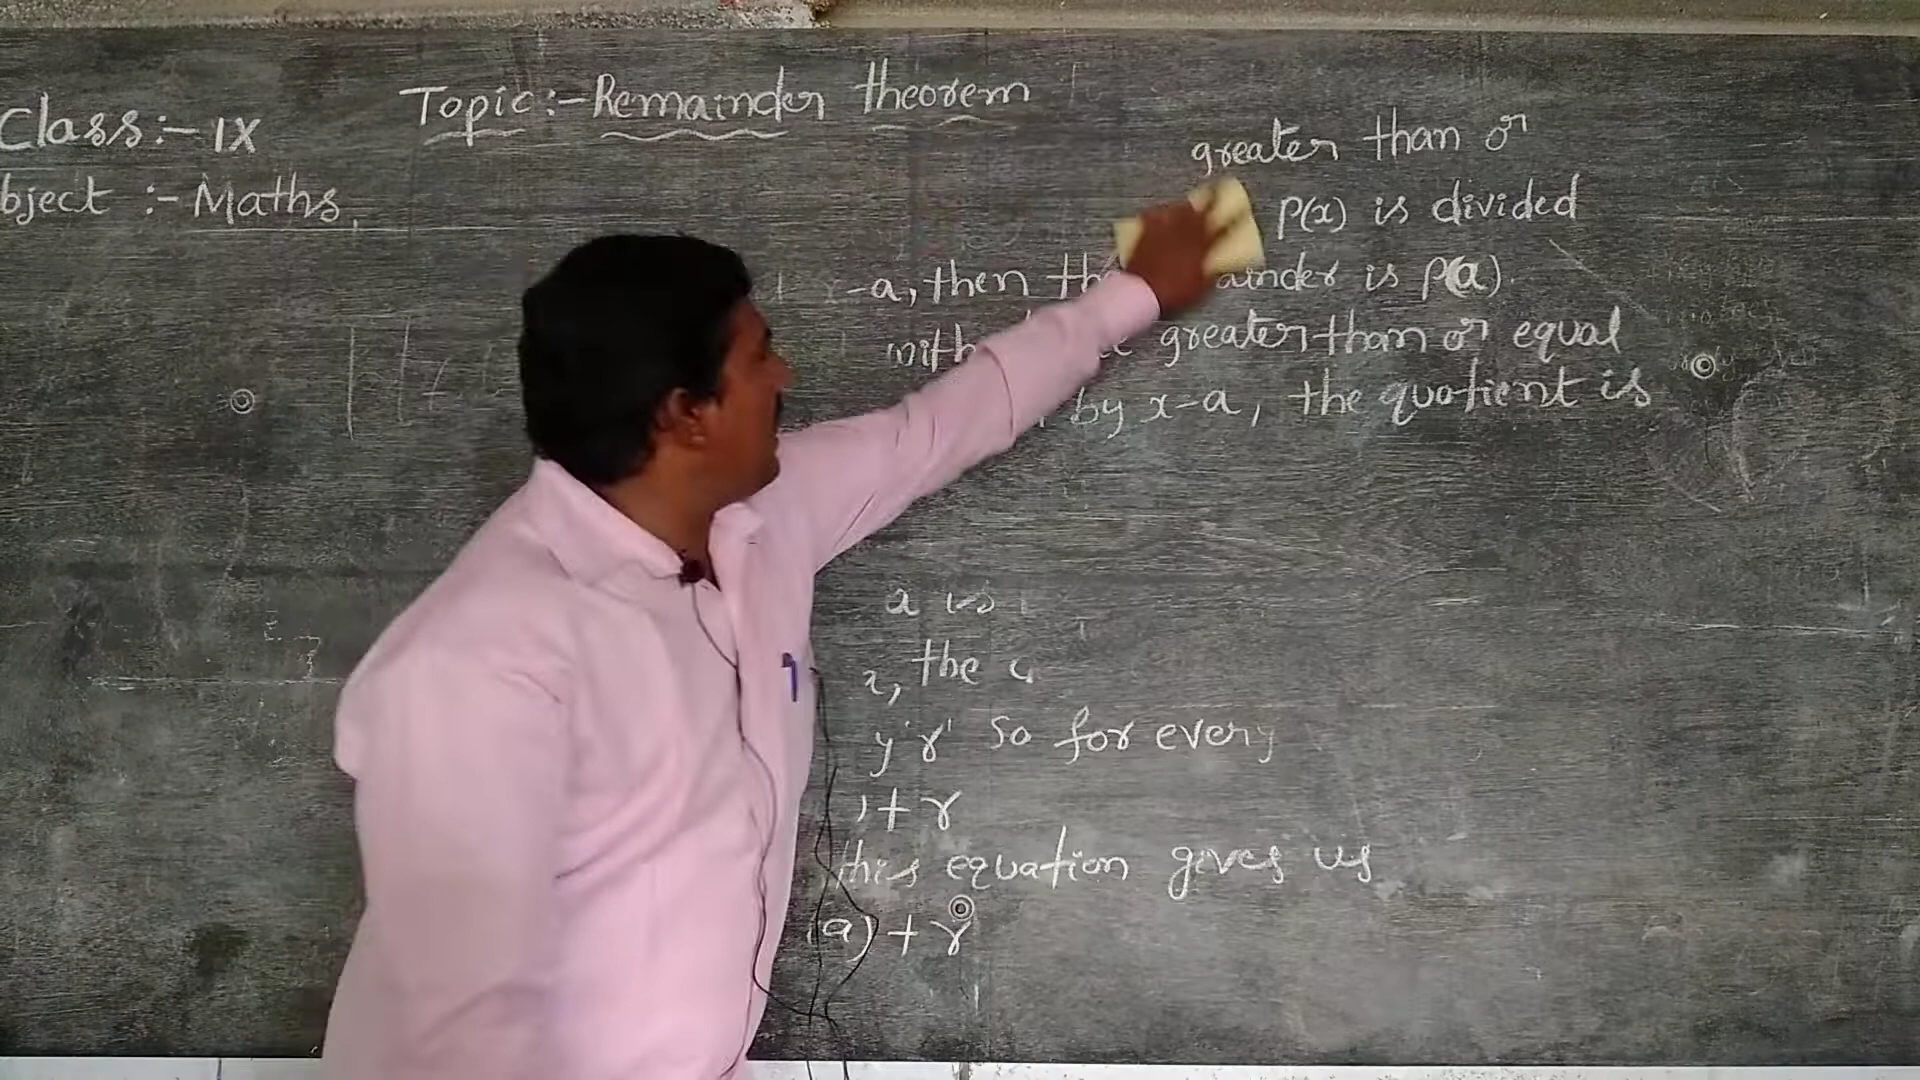 Topic:- Remainder theorem
Class:- IX
bject :- Maths,
greater than or
P(x) is divided
x-a, then the ainder is P(a).
with greater than or equal
by x-a, the quotient is
a is
x, the
y 'r' so for every
) + r
this equation gives us
(a) + r